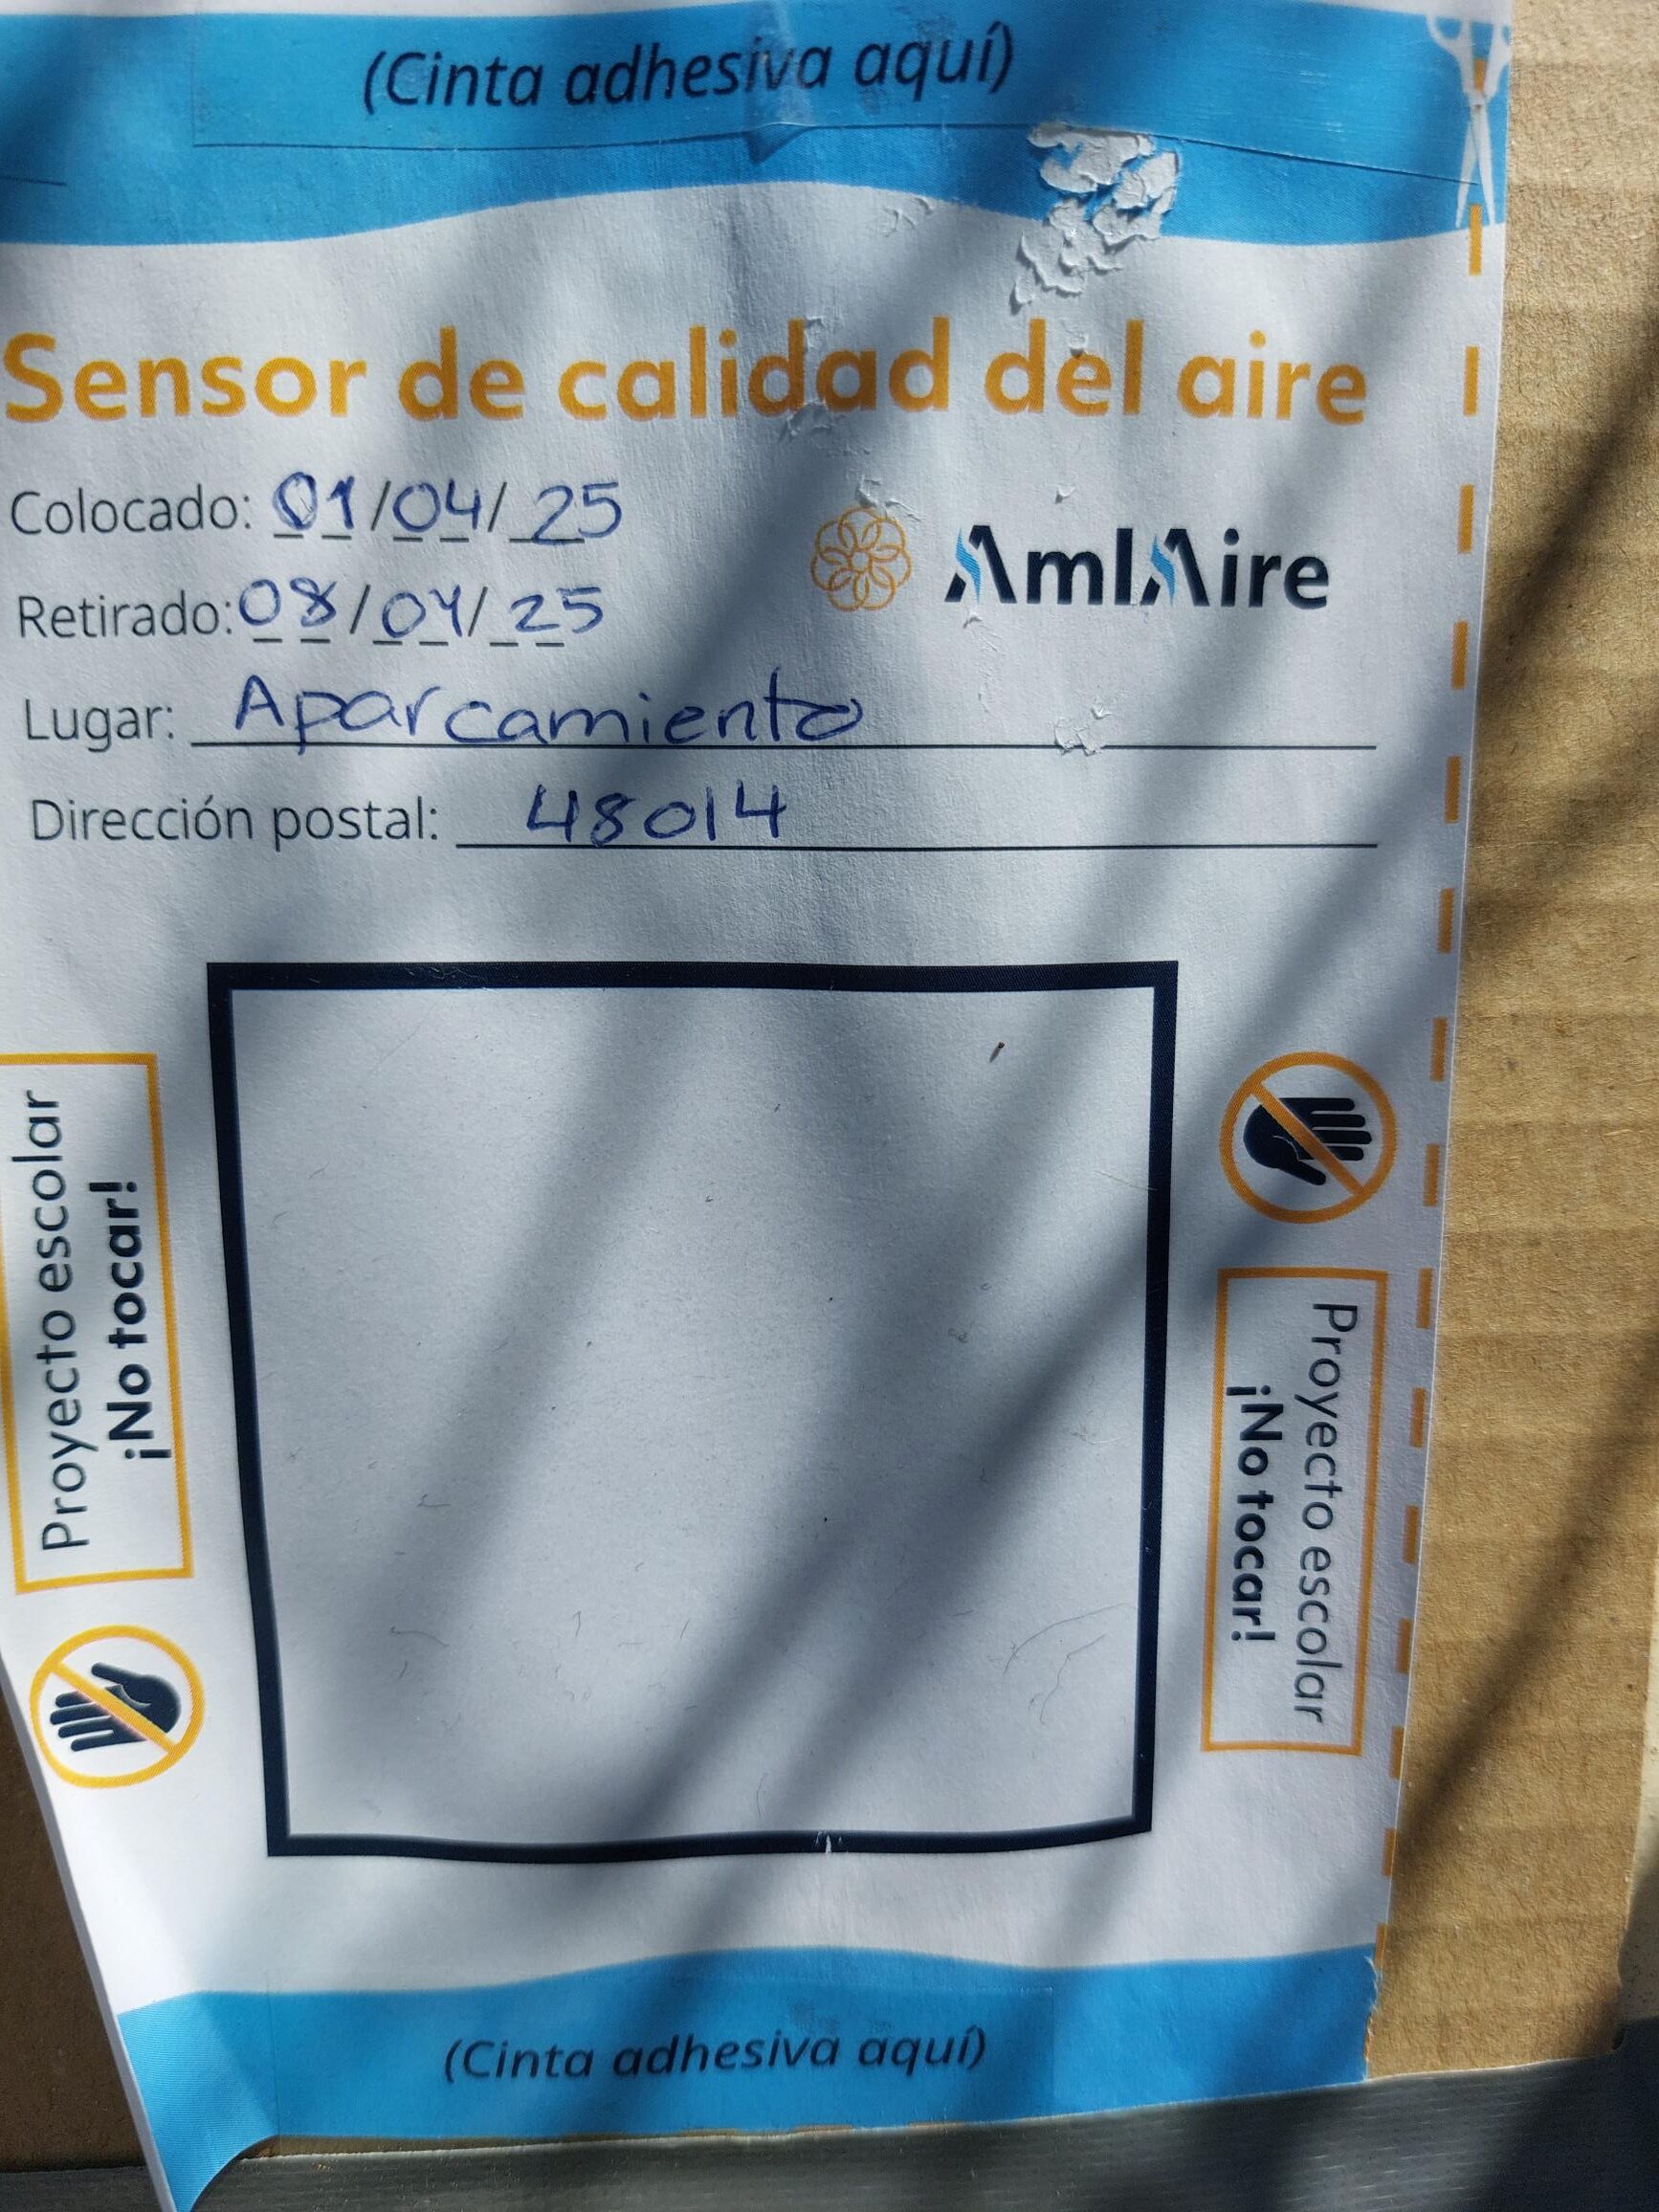 (Cinta adhesiva aquí)
Sensor de calidad del aire
Colocado: 01/04/25
AmIAire
Retirado: 08/04/25
Lugar: Aparcamiento
Dirección postal: 48014
Proyecto escolar
¡No tocar!
Proyecto escolar
¡No tocar!
(Cinta adhesiva aquí)